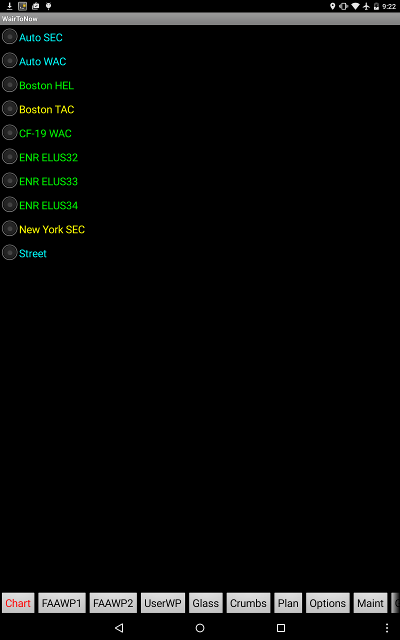 9:22
WairToNow
Auto SEC
Auto WAC
Boston HEL
Boston TAC
CF-19 WAC
ENR ELUS32
ENR ELUS33
ENR ELUS34
New York SEC
Street
Chart FAAWP1 FAAWP2 UserWP Glass Crumbs Plan Options Maint